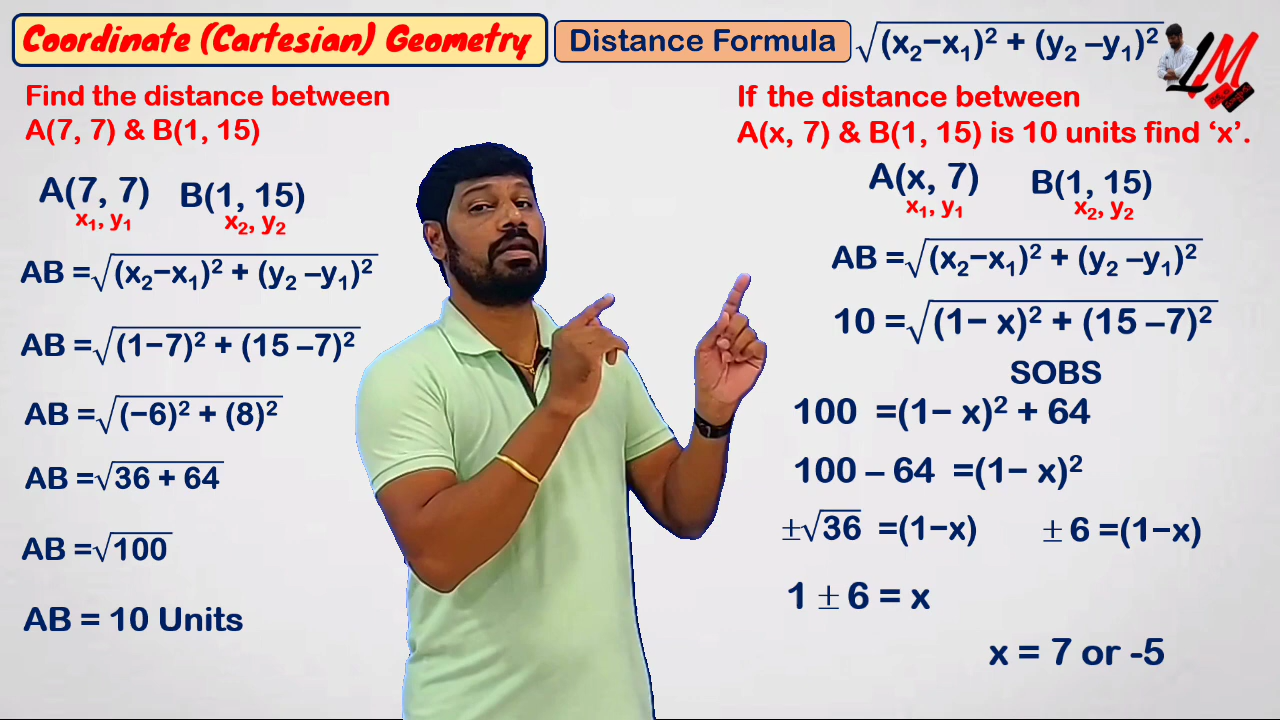 Coordinate (Cartesian) Geometry
Distance Formula √(x₂−x₁)² + (y₂ –y₁)²
LM
Find the distance between
A(7, 7) & B(1, 15)
A(7, 7) B(1, 15)
x₁, y₁ x₂, y₂
AB =√(x₂−x₁)² + (y₂ –y₁)²
AB =√(1−7)² + (15 –7)²
AB =√(−6)² + (8)²
AB =√36 + 64
AB =√100
AB = 10 Units
If the distance between
A(x, 7) & B(1, 15) is 10 units find ‘x’.
A(x, 7) B(1, 15)
x₁, y₁ x₂, y₂
AB =√(x₂−x₁)² + (y₂ –y₁)²
10 =√(1− x)² + (15 –7)²
SOBS
100 =(1− x)² + 64
100 – 64 =(1− x)²
±√36 =(1−x) ± 6 =(1−x)
1 ± 6 = x
x = 7 or -5